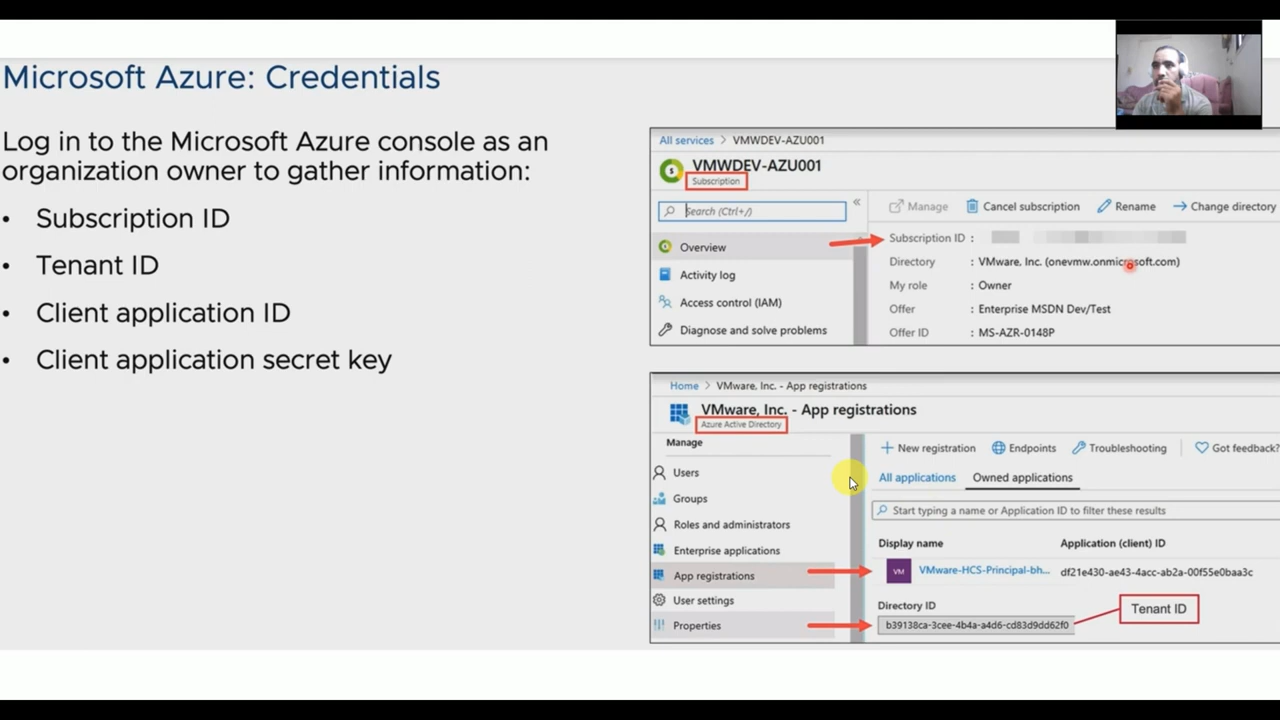 Microsoft Azure: Credentials
Log in to the Microsoft Azure console as an
organization owner to gather information:
• Subscription ID
• Tenant ID
• Client application ID
• Client application secret key
All services > VMWDEV-AZU001
VMWDEV-AZU001
Subscription
Search (Ctrl+/)
«
Overview
Activity log
Access control (IAM)
Diagnose and solve problems
Manage Cancel subscription Rename Change directory
Subscription ID :
Directory : VMware, Inc. (onevmw.onmicrosoft.com)
My role : Owner
Offer : Enterprise MSDN Dev/Test
Offer ID : MS-AZR-0148P
Home > VMware, Inc. - App registrations
VMware, Inc. - App registrations
Azure Active Directory
Manage
Users
Groups
Roles and administrators
Enterprise applications
App registrations
User settings
Properties
New registration Endpoints Troubleshooting Got feedback?
All applications Owned applications
Start typing a name or Application ID to filter these results
Display name Application (client) ID
VM VMware-HCS-Principal-bh... df21e430-ae43-4acc-ab2a-00f55e0baa3c
Directory ID
b39138ca-3cee-4b4a-a4d6-cd83d9dd62f0
Tenant ID